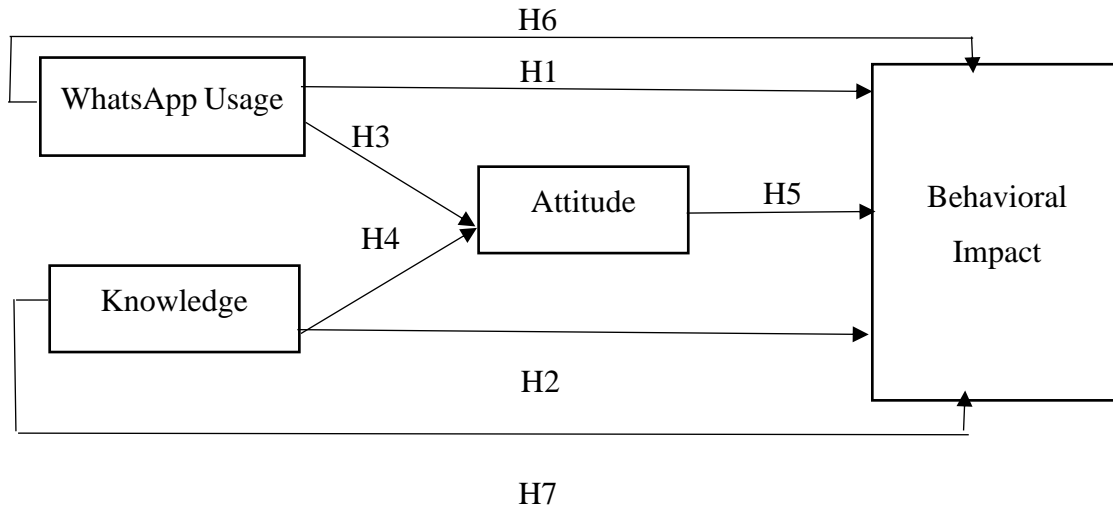 H6
H1
WhatsApp Usage
H3
Attitude
H5
Behavioral
Impact
H4
Knowledge
H2
H7